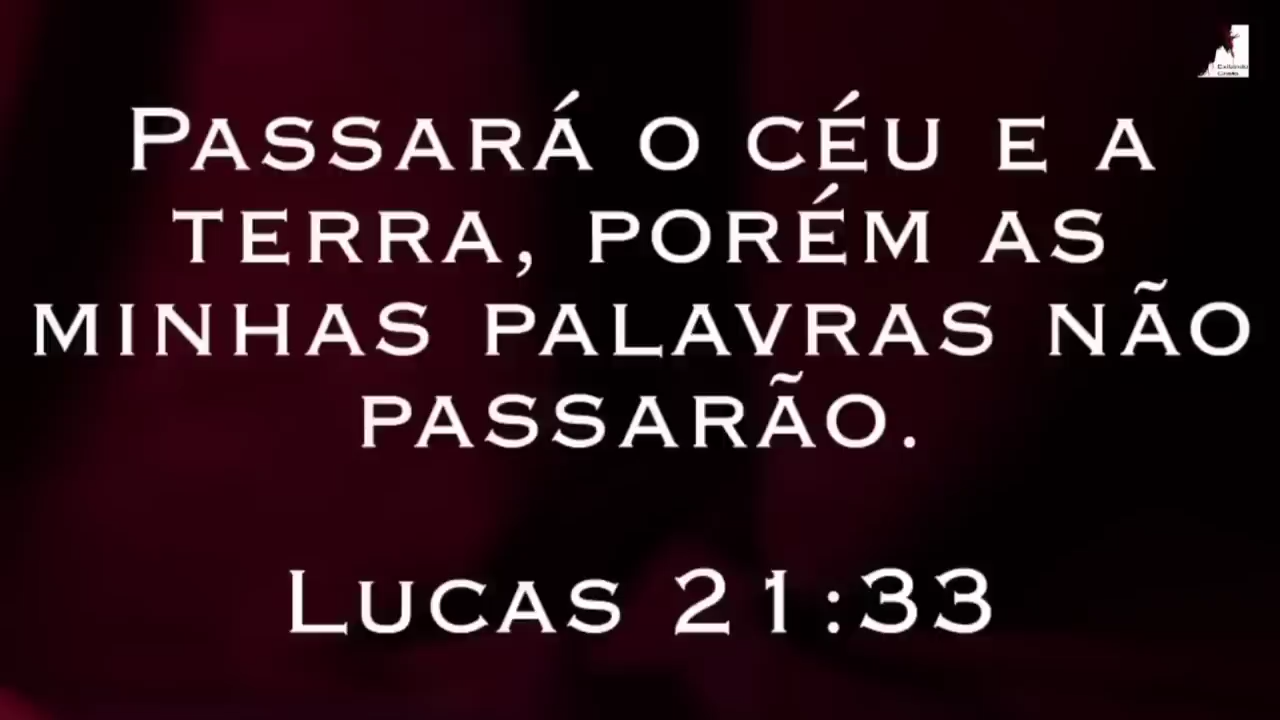 Passará o céu e a
terra, porém as
minhas palavras não
passarão.
Lucas 21:33